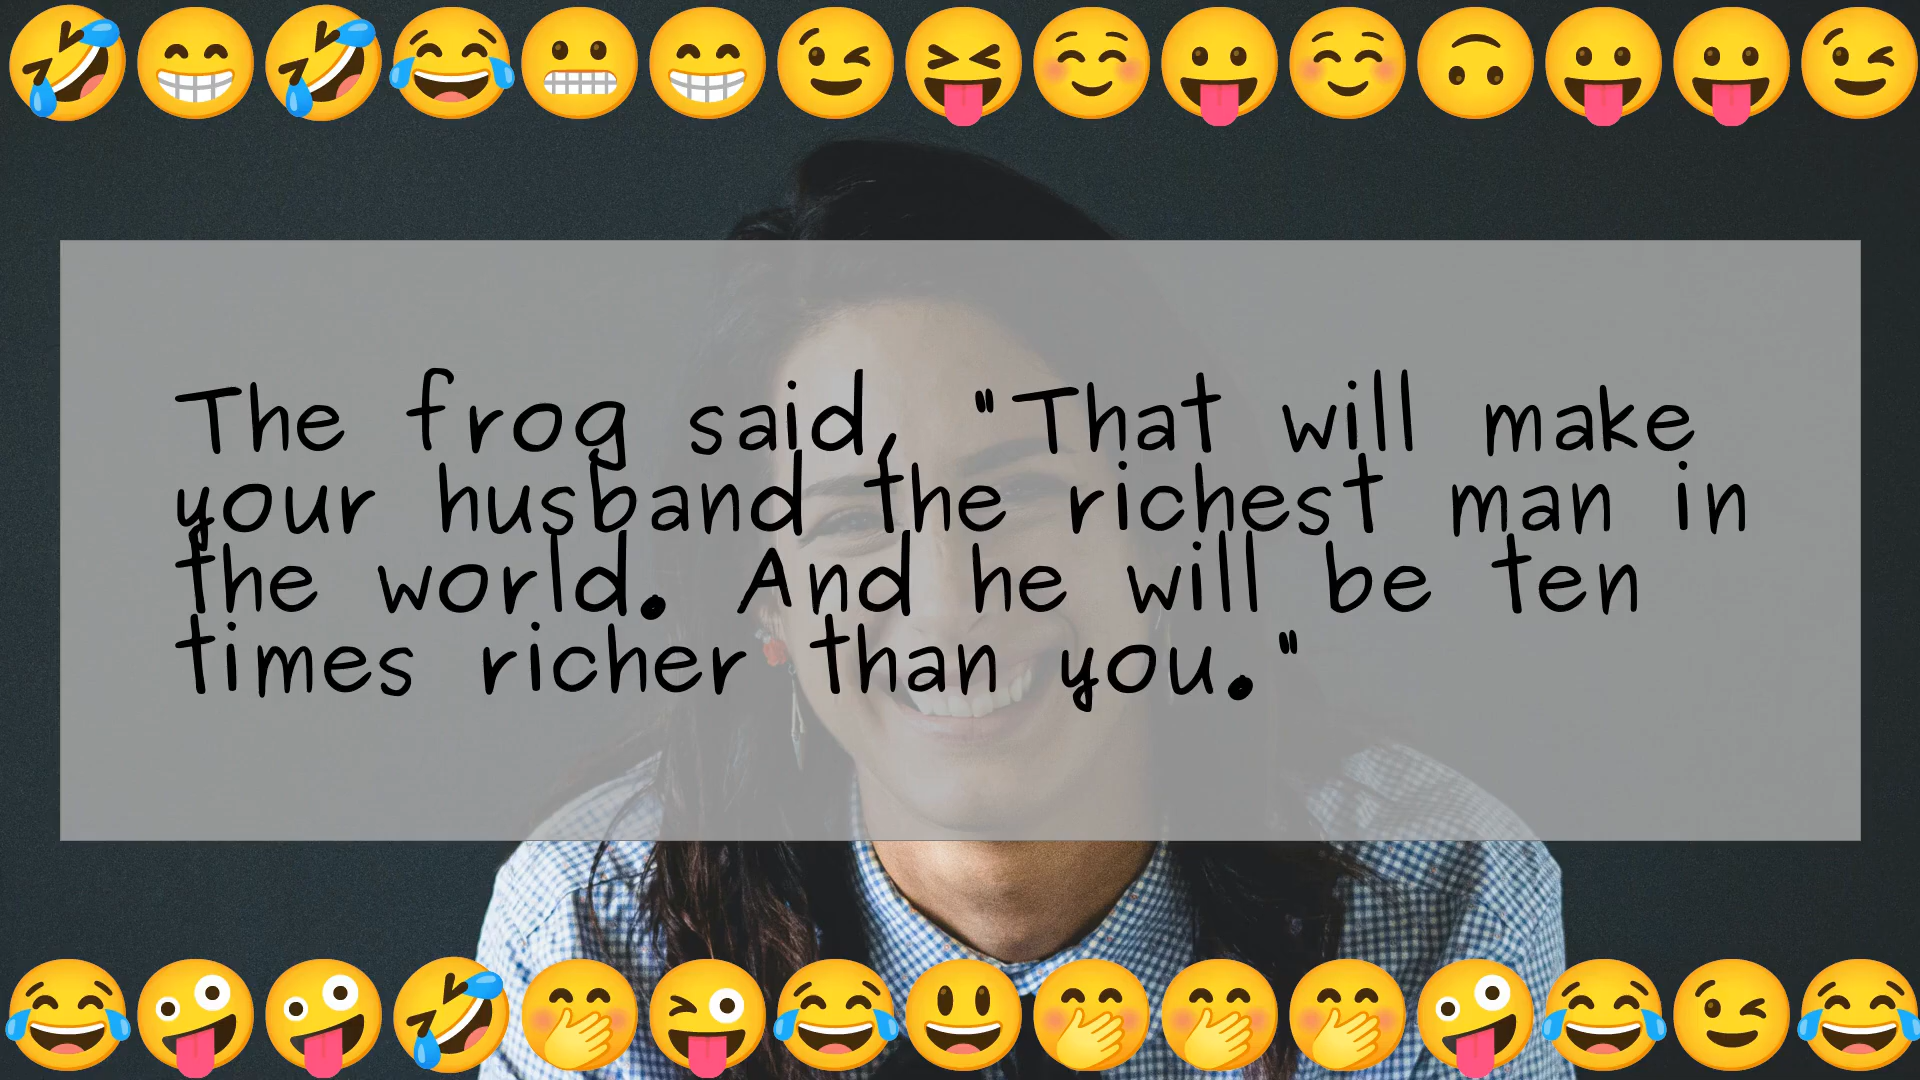 The frog said, "That will make
your husband the richest man in
the world. And he will be ten
times richer than you."